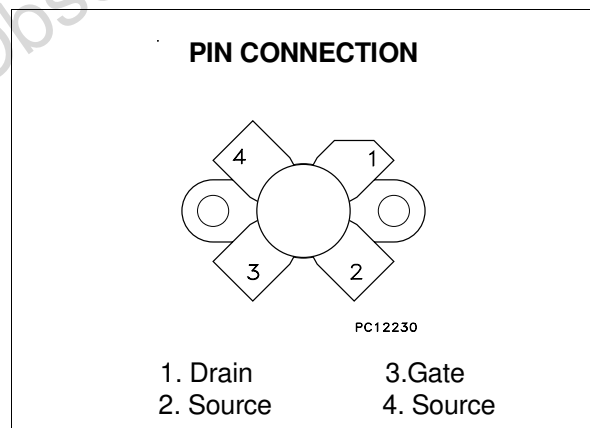 PIN CONNECTION
4
1
3
2
PC12230
1. Drain 3.Gate
2. Source 4. Source